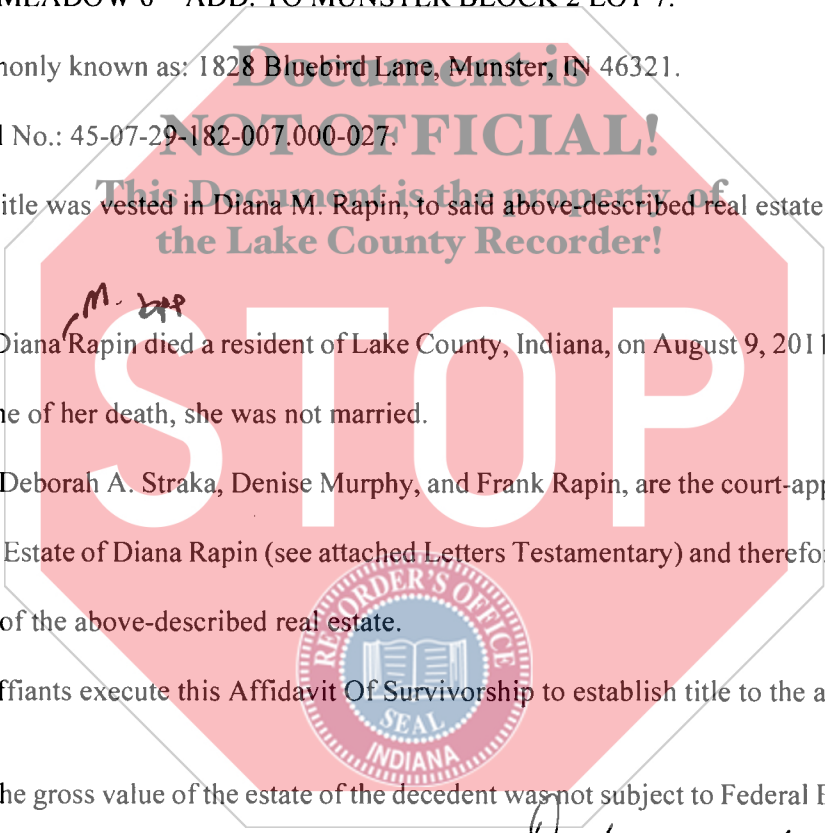 MEADOW 6 ADD. TO MUNSTER BLOCK 2 LOT 7.
Document is
monly known as: 1828 Bluebird Lane, Munster, IN 46321.
l No.: 45-07-29-182-007.000-027.
NOT OFFICIAL!
This Document is the property of
itle was vested in Diana M. Rapin, to said above-described real estate
the Lake County Recorder!
M.
Diana Rapin died a resident of Lake County, Indiana, on August 9, 2011
ne of her death, she was not married.
STOP
Deborah A. Straka, Denise Murphy, and Frank Rapin, are the court-app
Estate of Diana Rapin (see attached Letters Testamentary) and therefo
of the above-described real estate.
RECORDER'S OFFICE
SEAL
INDIANA
ffiants execute this Affidavit Of Survivorship to establish title to the a
he gross value of the estate of the decedent was not subject to Federal E